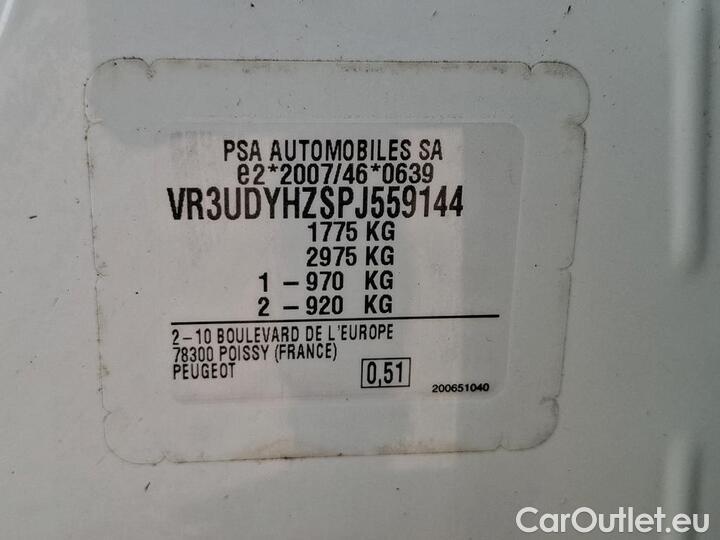 PSA AUTOMOBILES SA
e2*2007/46*0639
VR3UDYHZSPJ559144
1775 KG
2975 KG
1 – 970 KG
2 – 920 KG
2–10 BOULEVARD DE L'EUROPE
78300 POISSY (FRANCE)
PEUGEOT
0,51
200651040
CarOutlet.eu